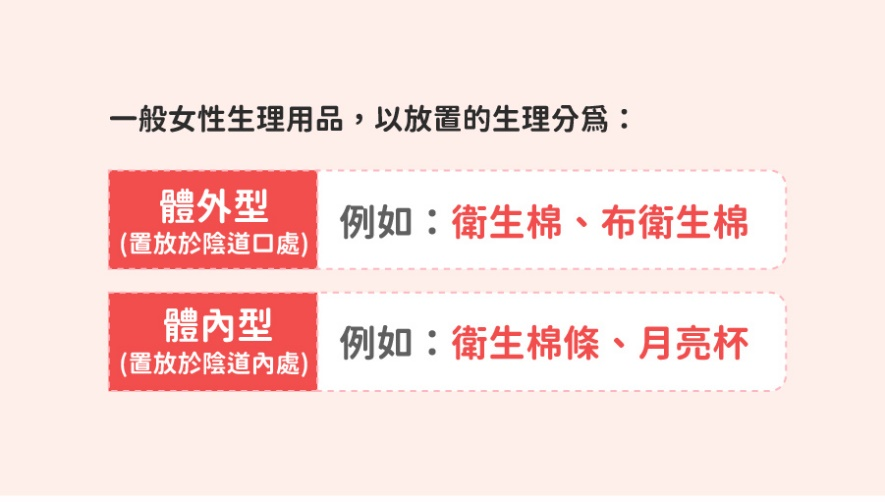 一般女性生理用品，以放置的生理分爲：
體外型
(置放於陰道口處)
例如：衛生棉、布衛生棉
體內型
(置放於陰道內處)
例如：衛生棉條、月亮杯